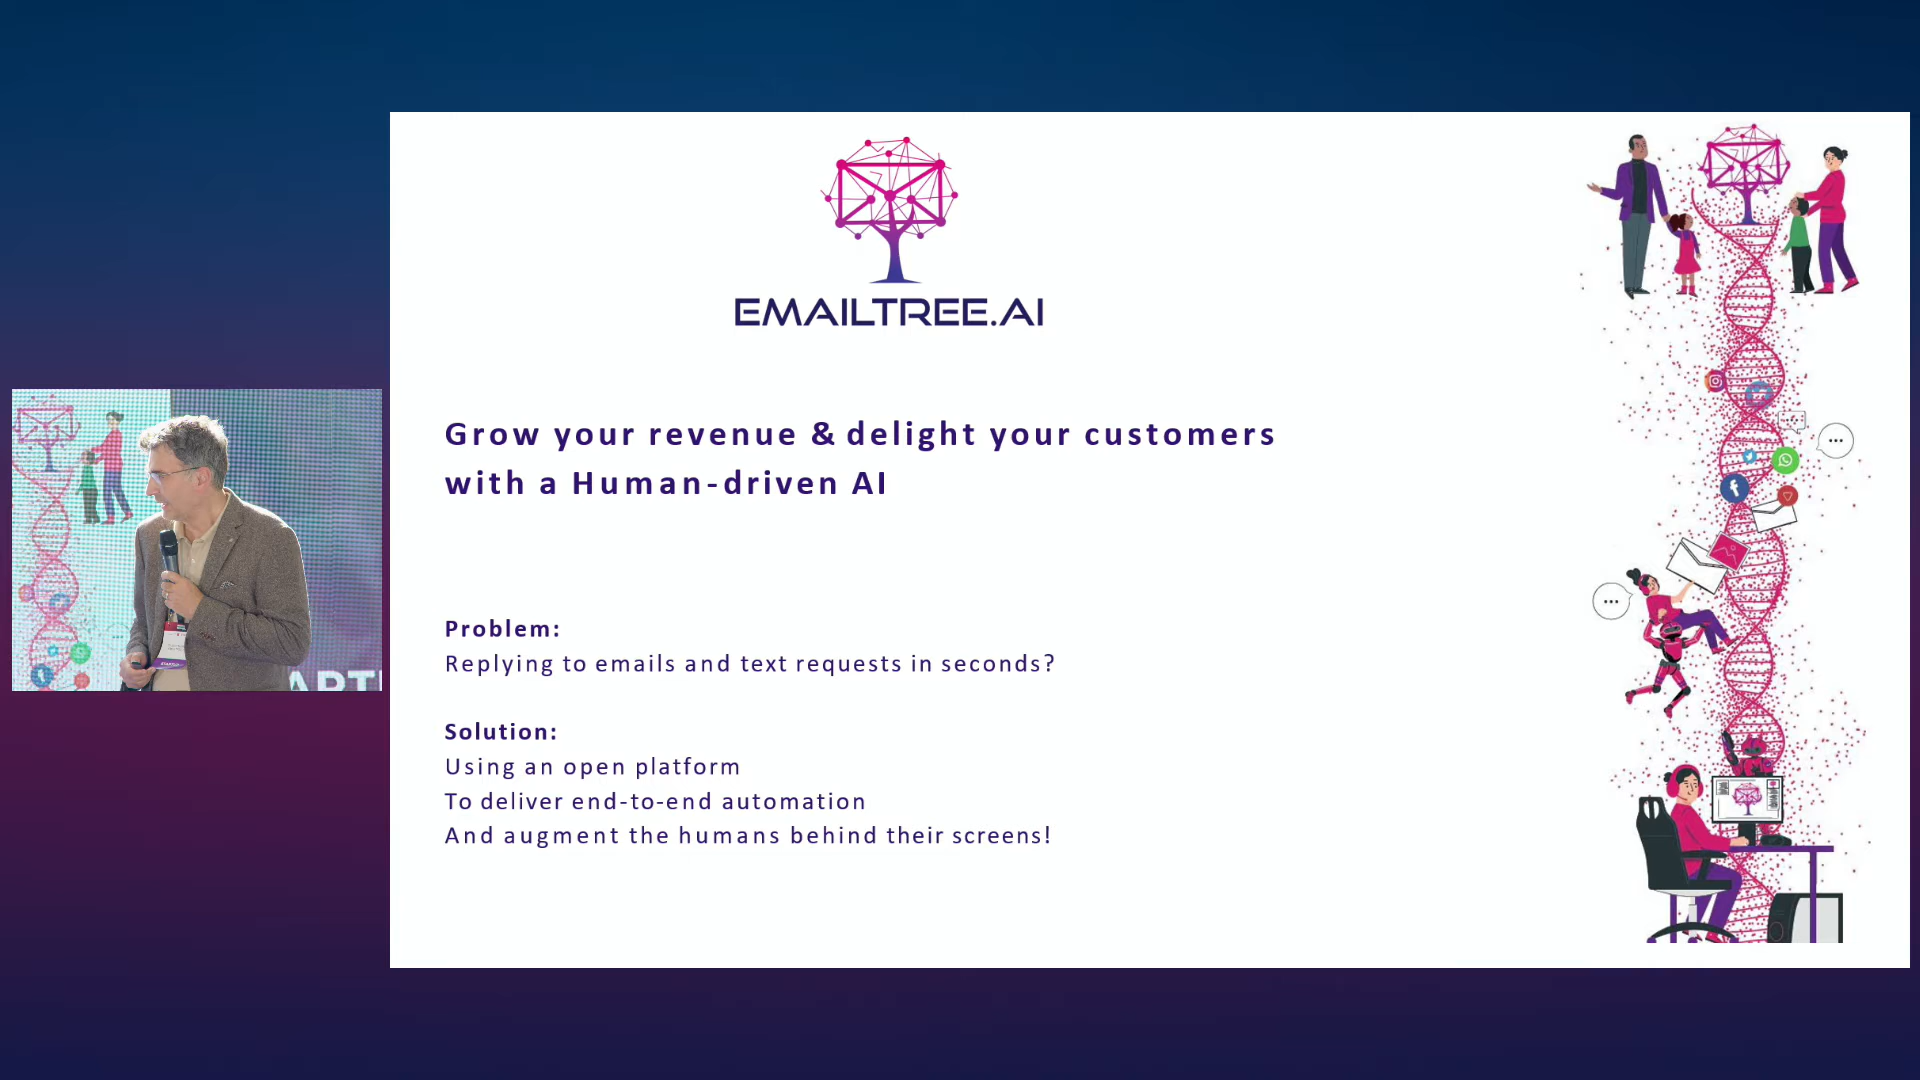 EMAILTREE.AI
Grow your revenue & delight your customers
with a Human-driven AI
Problem:
Replying to emails and text requests in seconds?
Solution:
Using an open platform
To deliver end-to-end automation
And augment the humans behind their screens!